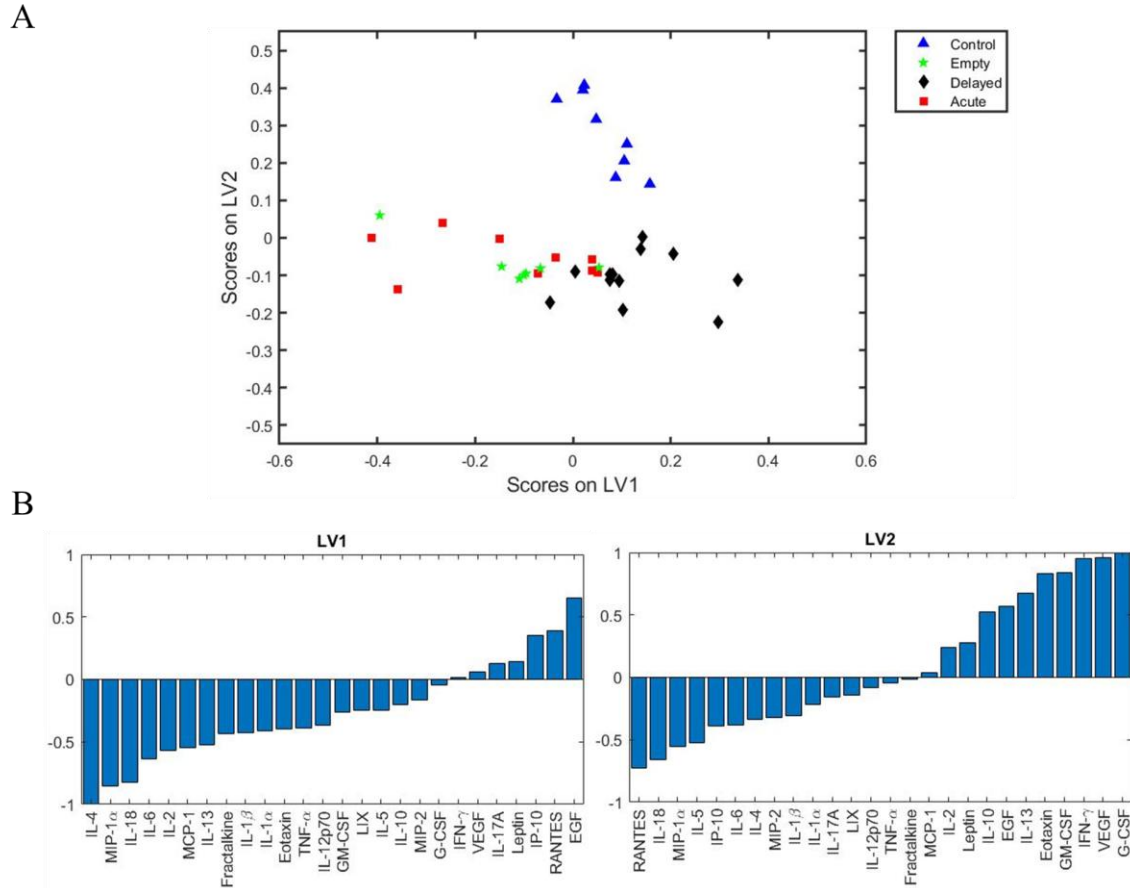 A
Scores on LV2
0.5
0.4
0.3
0.2
0.1
0
-0.1
-0.2
-0.3
-0.4
-0.5
-0.6
-0.4
-0.2
0
0.2
0.4
0.6
Scores on LV1
Control
Empty
Delayed
Acute
B
LV1
1
0.5
0
-0.5
-1
IL-4
MIP-1α
IL-18
IL-6
IL-2
MCP-1
IL-13
Fractalkine
IL-1β
IL-1α
Eotaxin
TNF-α
IL-12p70
GM-CSF
LIX
IL-5
IL-10
MIP-2
G-CSF
IFN-γ
VEGF
IL-17A
Leptin
IP-10
RANTES
EGF
LV2
1
0.5
0
-0.5
-1
RANTES
IL-18
MIP-1α
IL-5
IP-10
IL-6
IL-4
MIP-2
IL-1β
IL-1α
IL-17A
LIX
IL-12p70
TNF-α
Fractalkine
MCP-1
IL-2
Leptin
IL-10
EGF
IL-13
Eotaxin
GM-CSF
IFN-γ
VEGF
G-CSF